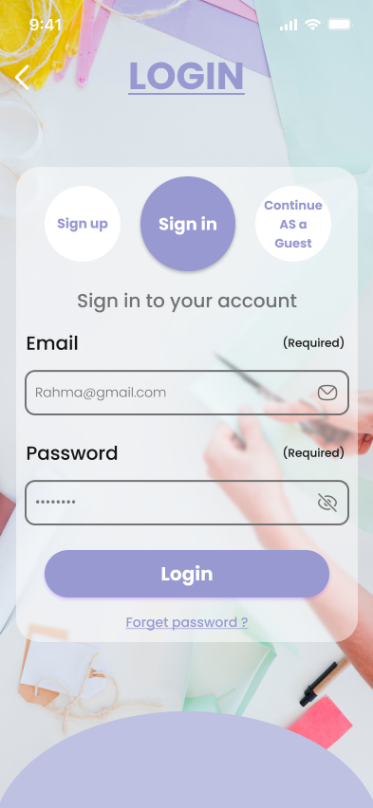 9:41
LOGIN
Sign up
Sign in
Continue
AS a
Guest
Sign in to your account
Email
(Required)
Rahma@gmail.com
Password
(Required)
••••••••
Login
Forget password ?